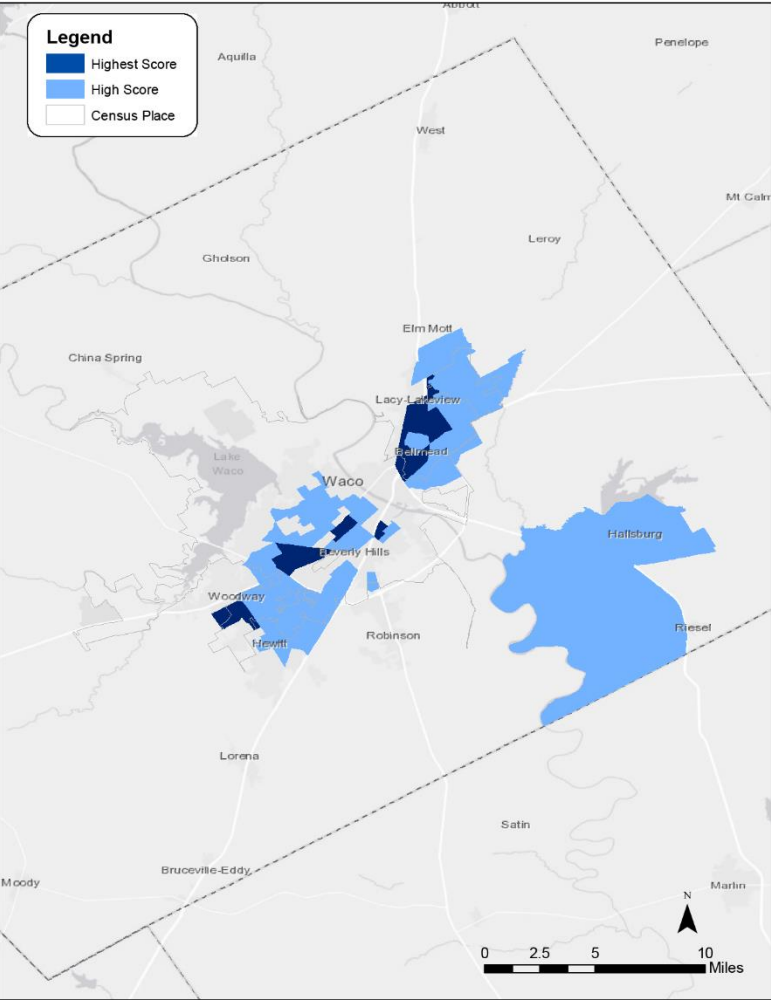 Abbott
Legend
Highest Score
High Score
Census Place
Aquilla
Penelope
West
Mt Calm
Leroy
Gholson
Elm Mott
China Spring
Lacy-Lakeview
Bellmead
Lake
Waco
Waco
Hallsburg
Beverly Hills
Woodway
Riesel
Robinson
Hewitt
Lorena
Satin
Bruceville-Eddy
Moody
Marlin
N
0 2.5 5 10
Miles